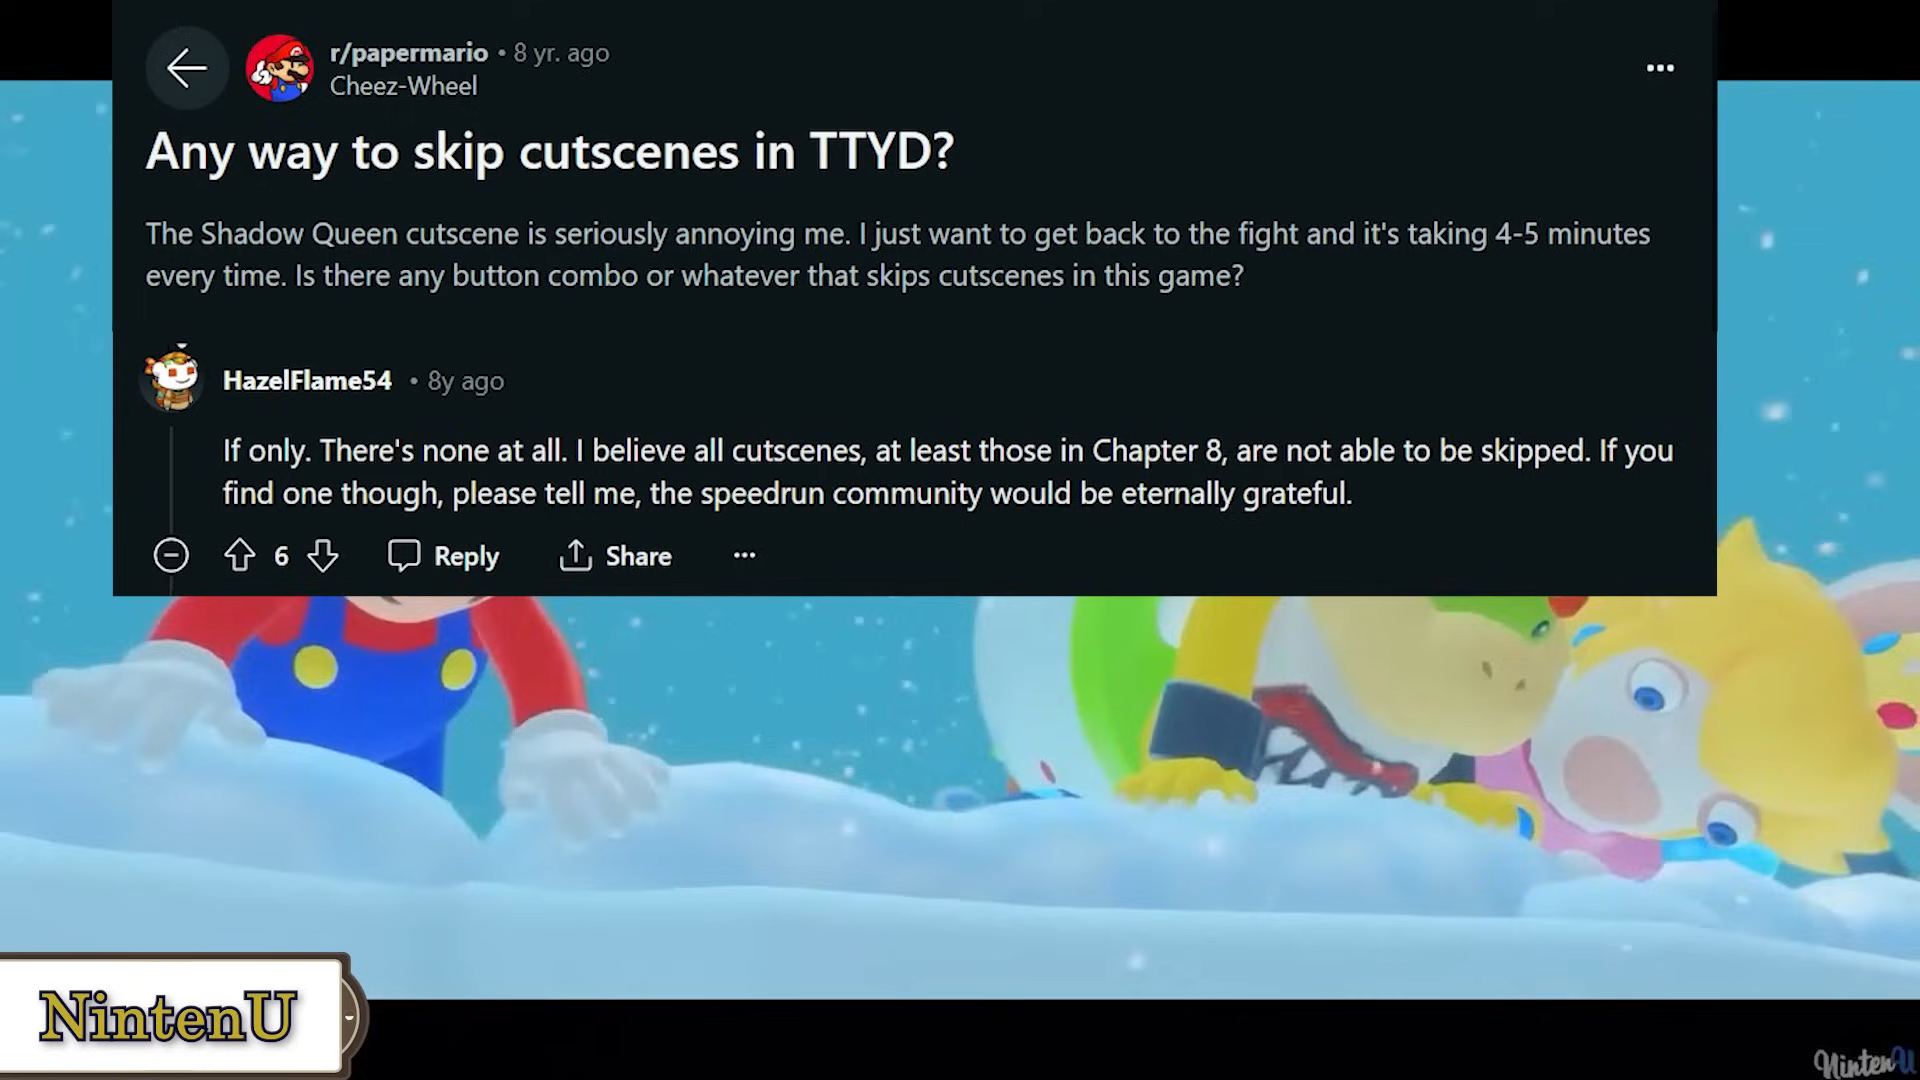 r/papermario • 8 yr. ago
Cheez-Wheel
Any way to skip cutscenes in TTYD?
The Shadow Queen cutscene is seriously annoying me. I just want to get back to the fight and it's taking 4-5 minutes
every time. Is there any button combo or whatever that skips cutscenes in this game?
HazelFlame54 • 8y ago
If only. There's none at all. I believe all cutscenes, at least those in Chapter 8, are not able to be skipped. If you
find one though, please tell me, the speedrun community would be eternally grateful.
6 Reply Share
NintenU
NintenU